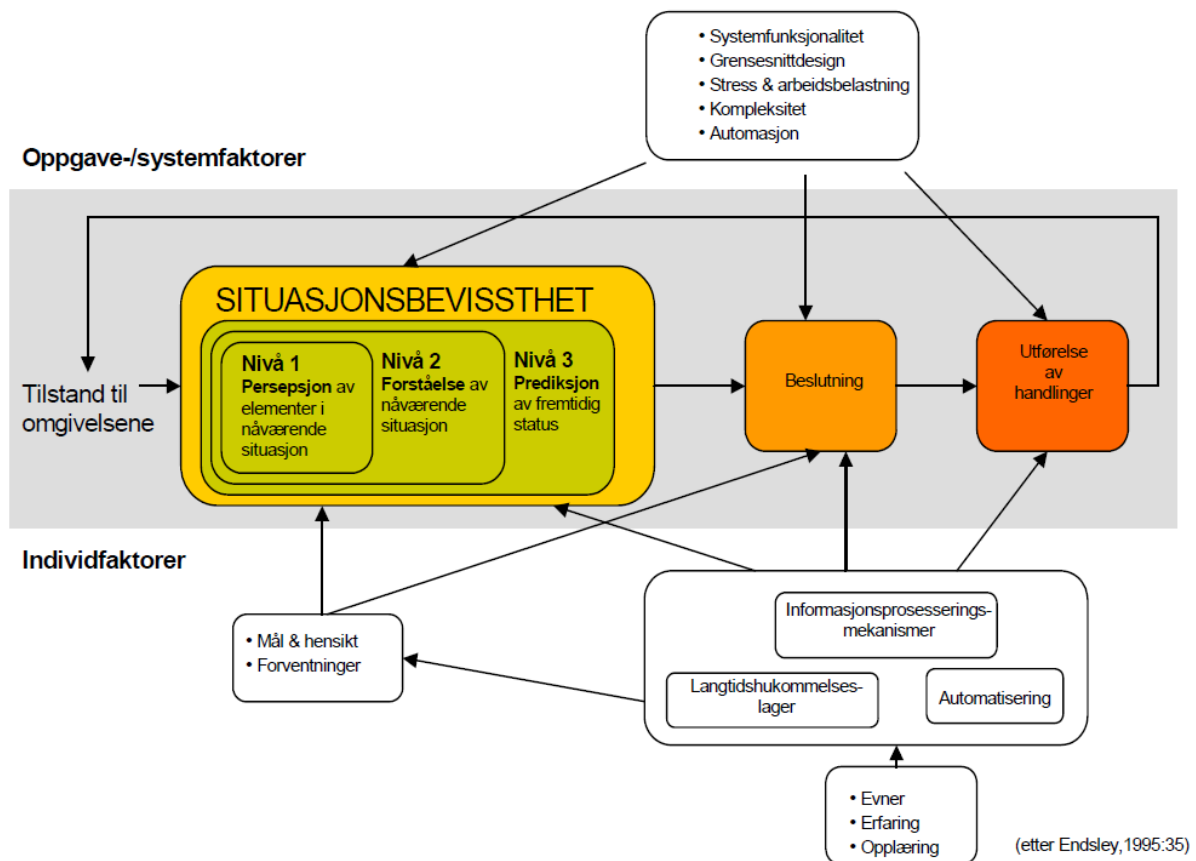 • Systemfunksjonalitet
• Grensesnittdesign
• Stress & arbeidsbelastning
• Kompleksitet
• Automasjon
Oppgave-/systemfaktorer
SITUASJONSBEVISSTHET
Nivå 1
Persepsjon av
elementer i
nåværende
situasjon
Nivå 2
Forståelse av
nåværende
situasjon
Nivå 3
Prediksjon
av fremtidig
status
Tilstand til
omgivelsene
Beslutning
Utførelse
av
handlinger
Individfaktorer
• Mål & hensikt
• Forventninger
Informasjonsprosesserings-
mekanismer
Langtidshukommelses-
lager
Automatisering
• Evner
• Erfaring
• Opplæring
(etter Endsley,1995:35)